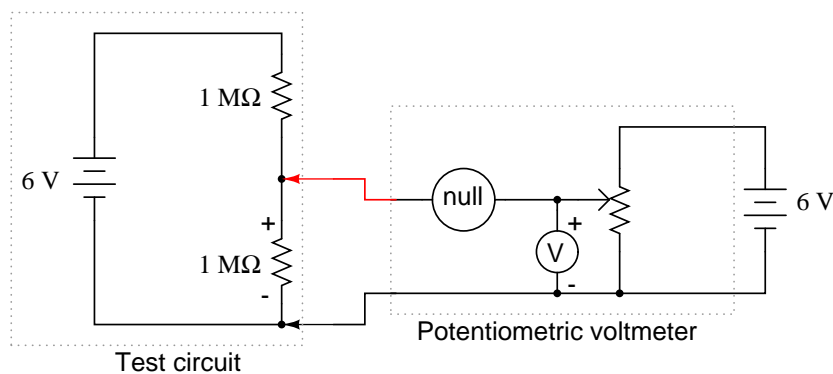 1 MΩ
6 V
+
1 MΩ
-
Test circuit
null
+
V
-
6 V
Potentiometric voltmeter